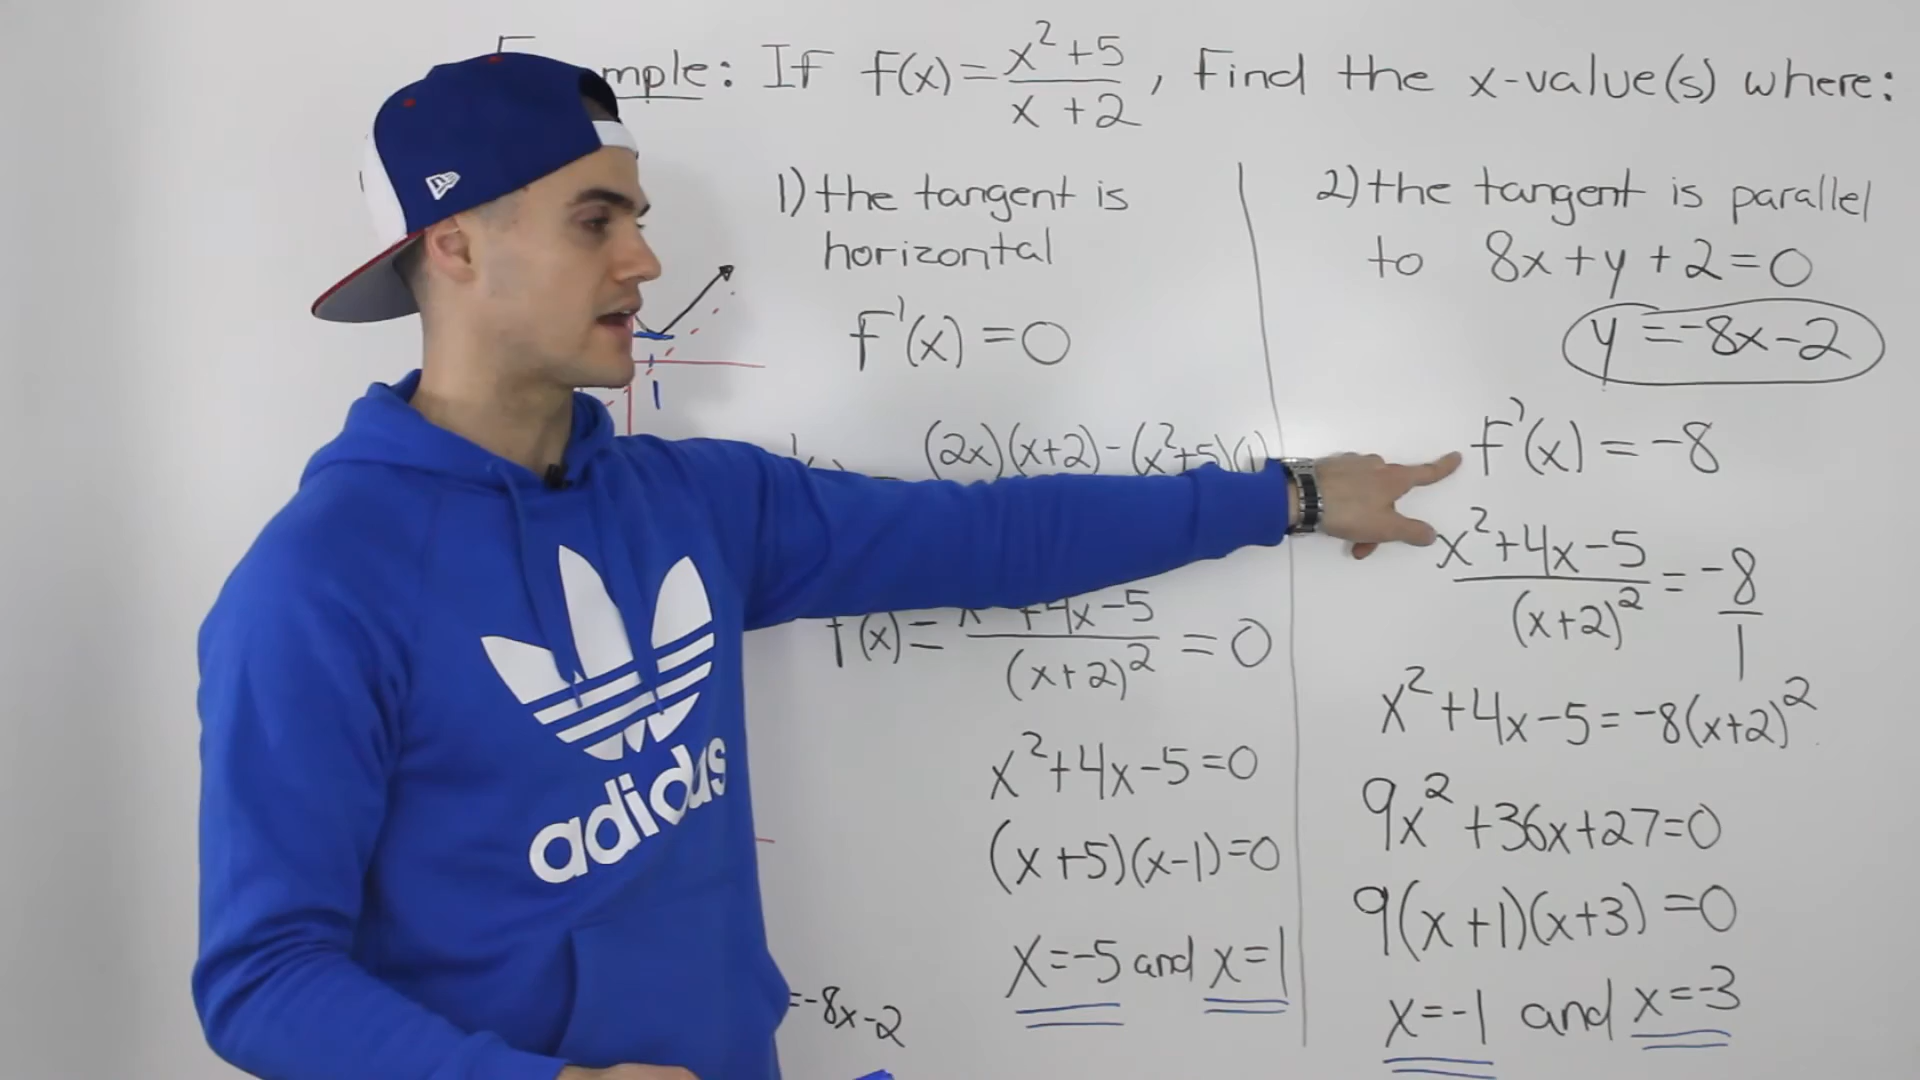 mple: If f(x) = x²+5 / x+2, Find the x-value(s) where:
1) the tangent is
horizontal
f'(x) = 0
(2x)(x+2)-(x²+5)(1)
f'(x) = x²+4x-5 / (x+2)² = 0
x²+4x-5=0
(x+5)(x-1)=0
x=-5 and x=1
2) the tangent is parallel
to 8x+y+2=0
y=-8x-2
f'(x) = -8
x²+4x-5 / (x+2)² = -8 / 1
x²+4x-5=-8(x+2)²
9x²+36x+27=0
9(x+1)(x+3)=0
x=-1 and x=-3
=-8x-2
adidas